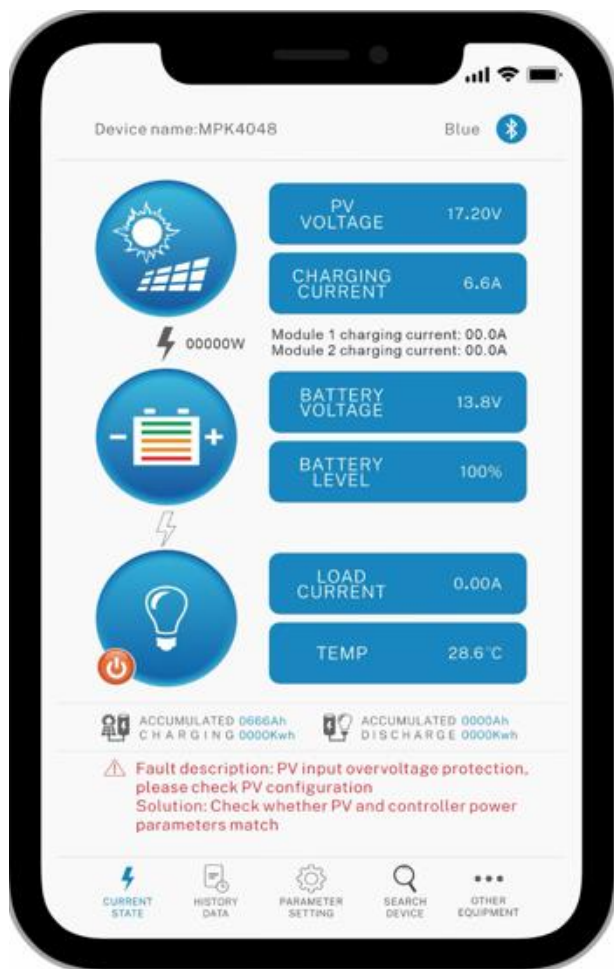 Device name:MPK4048
Blue
PV
VOLTAGE
17.20V
CHARGING
CURRENT
6.6A
00000W
Module 1 charging current: 00.0A
Module 2 charging current: 00.0A
BATTERY
VOLTAGE
13.8V
BATTERY
LEVEL
100%
LOAD
CURRENT
0.00A
TEMP
28.6°C
ACCUMULATED 0666Ah
CHARGING 0000Kwh
ACCUMULATED 0000Ah
DISCHARGE 0000Kwh
Fault description: PV input overvoltage protection,
please check PV configuration
Solution: Check whether PV and controller power
parameters match
CURRENT
STATE
HISTORY
DATA
PARAMETER
SETTING
SEARCH
DEVICE
OTHER
EQUIPMENT